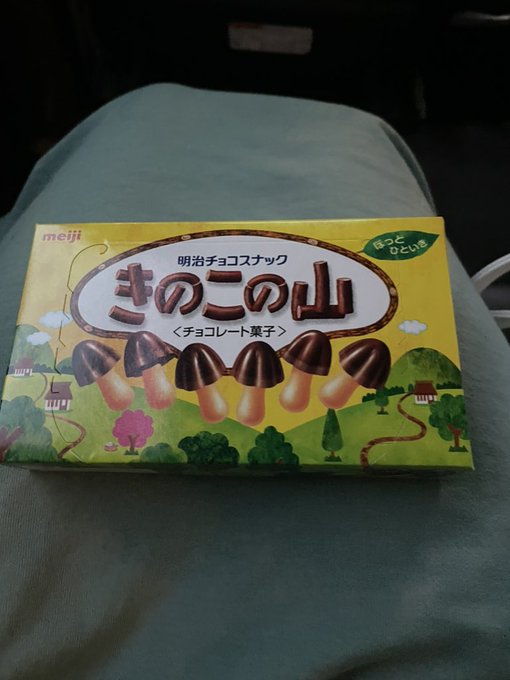 meiji
ほっと
ひといき
明治チョコスナック
きのこの山
<チョコレート菓子>